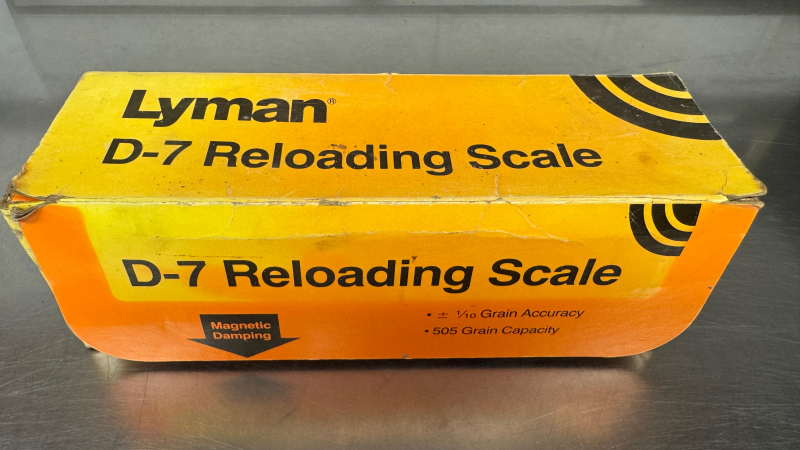 Lyman®
D-7 Reloading Scale
D-7 Reloading Scale
Magnetic
Damping
• ± 1/10 Grain Accuracy
• 505 Grain Capacity